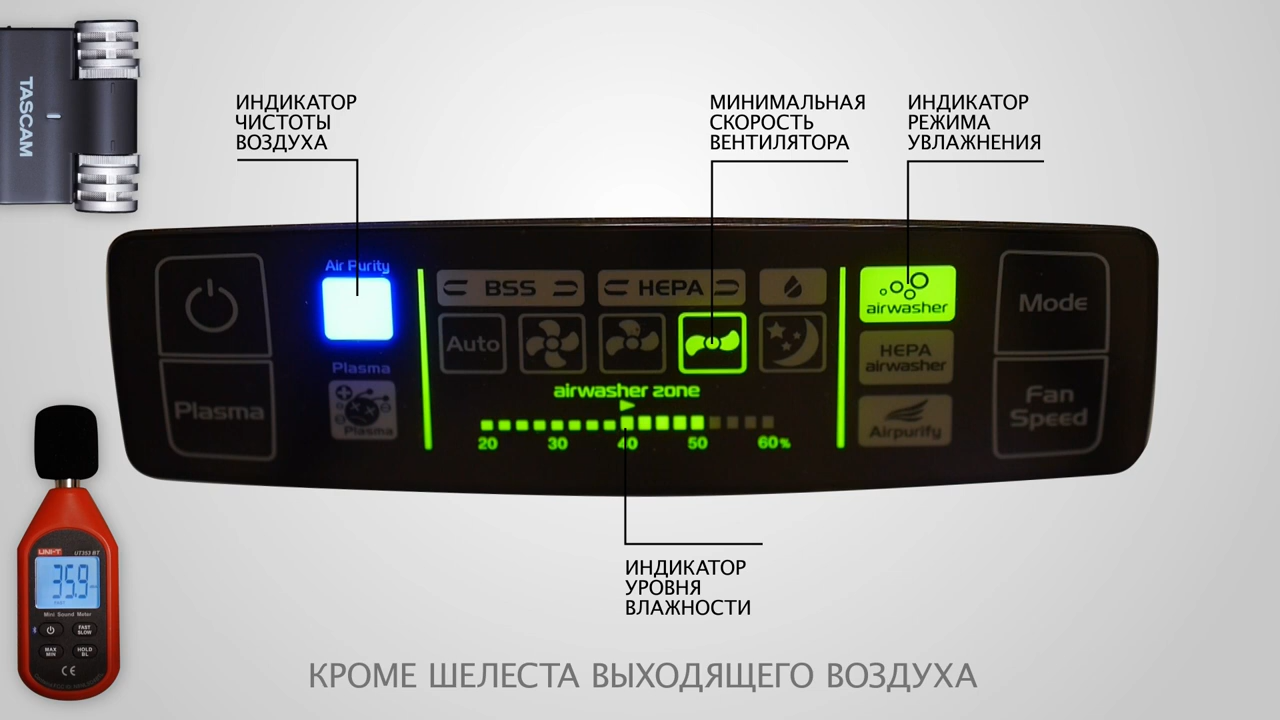 TASCAM
ИНДИКАТОР
ЧИСТОТЫ
ВОЗДУХА
МИНИМАЛЬНАЯ
СКОРОСТЬ
ВЕНТИЛЯТОРА
ИНДИКАТОР
РЕЖИМА
УВЛАЖНЕНИЯ
Air Purity
BSS
HEPA
airwasher
Auto
Mode
HEPA
airwasher
Plasma
Plasma
Plasma
airwasher zone
20 30 40 50 60%
Airpurify
Fan
Speed
ИНДИКАТОР
УРОВНЯ
ВЛАЖНОСТИ
UNI-T
UT353 BT
35.9
Mini Sound Meter
FAST
SLOW
MAX
MIN
HOLD
BL
CE
КРОМЕ ШЕЛЕСТА ВЫХОДЯЩЕГО ВОЗДУХА